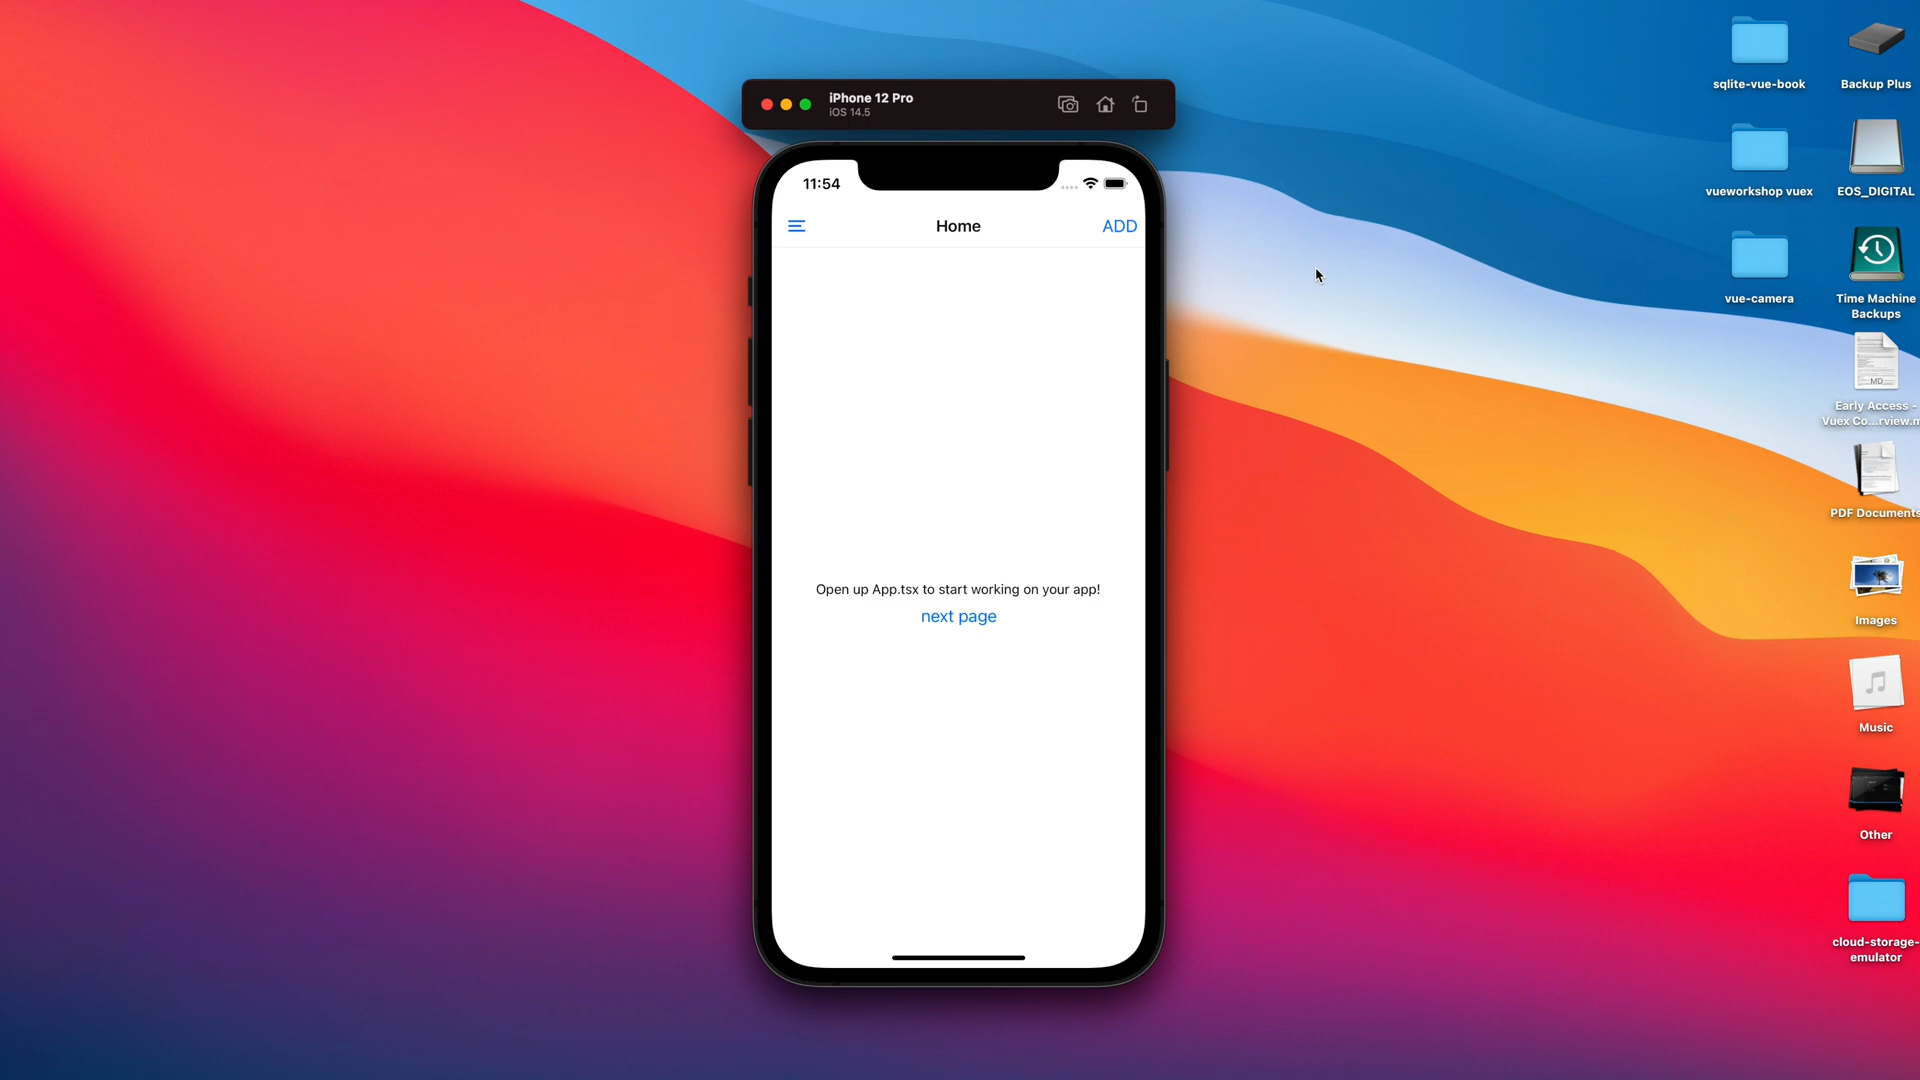 iPhone 12 Pro
iOS 14.5
11:54
Home
ADD
Open up App.tsx to start working on your app!
next page
sqlite-vue-book
Backup Plus
vueworkshop vuex
EOS_DIGITAL
vue-camera
Time Machine
Backups
MD
Early Access -
Vuex Co...rview.m
PDF Documents
Images
Music
Other
cloud-storage-
emulator